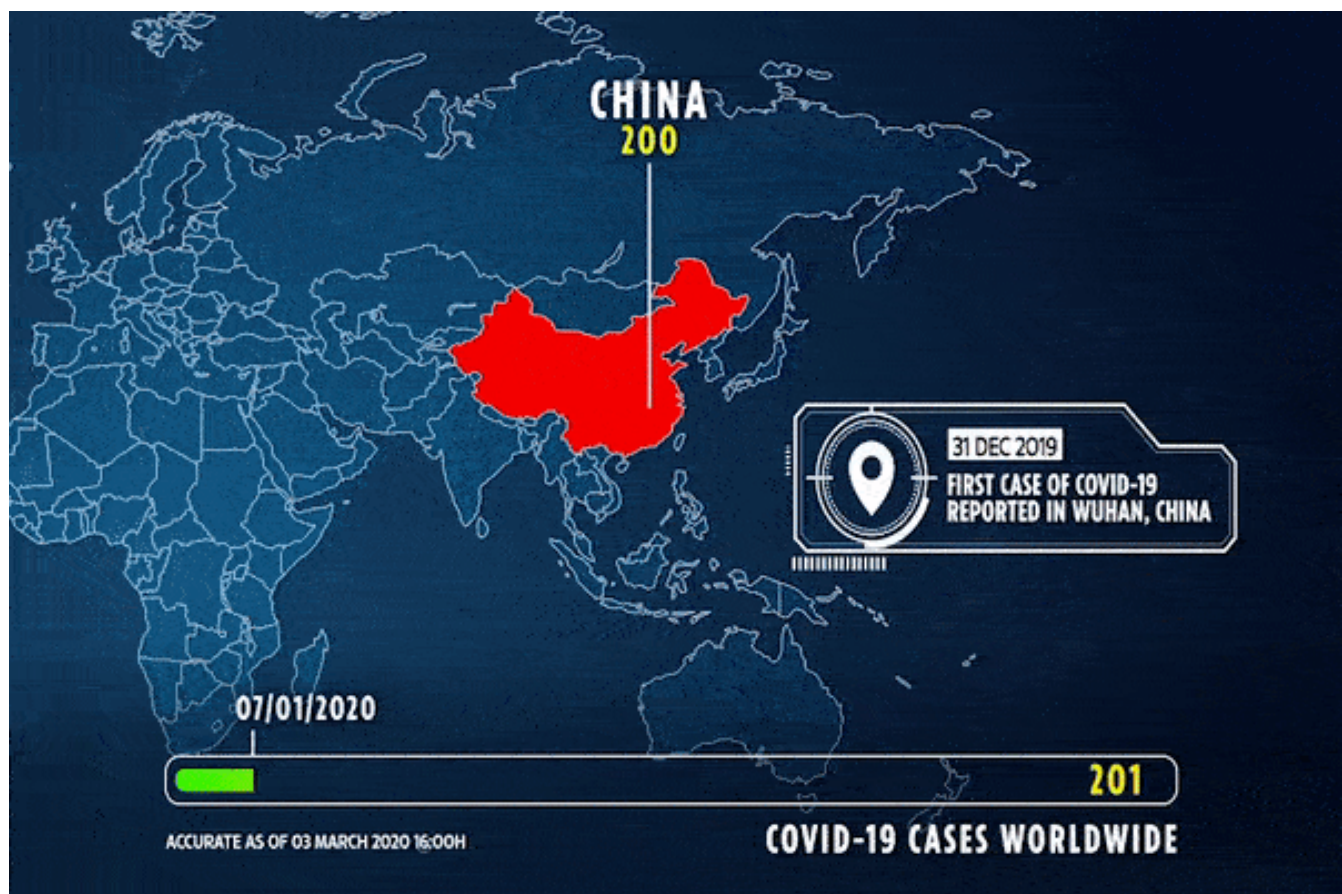 CHINA
200
31 DEC 2019
FIRST CASE OF COVID-19
REPORTED IN WUHAN, CHINA
07/01/2020
201
ACCURATE AS OF 03 MARCH 2020 16:00H
COVID-19 CASES WORLDWIDE